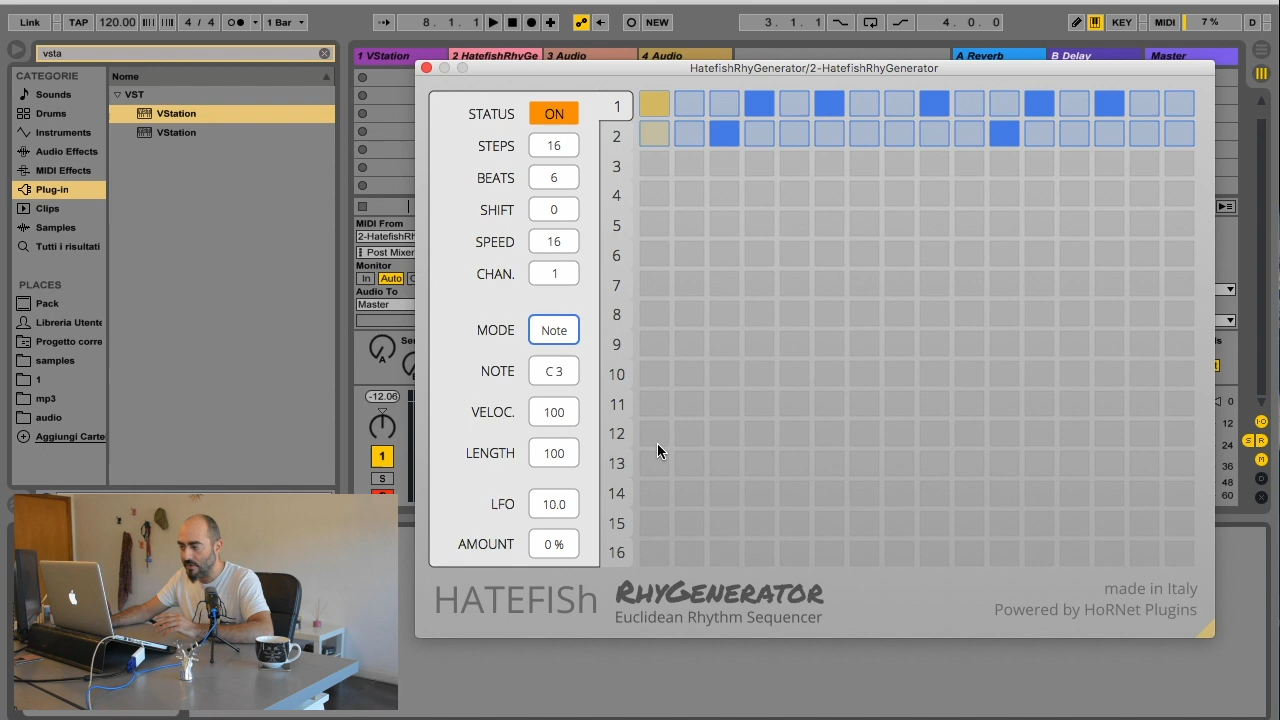 Link TAP 120.00 4 / 4 1 Bar 8. 1. 1 NEW 3. 1. 1 4. 0. 0 KEY MIDI 7 % D
vsta
1 VStation 2 HatefishRhyGe 3 Audio 4 Audio A Reverb B Delay Master
HatefishRhyGenerator/2-HatefishRhyGenerator
CATEGORIE
Sounds
Drums
Instruments
Audio Effects
MIDI Effects
Plug-in
Clips
Samples
Tutti i risultati
PLACES
Pack
Libreria Utente
Progetto corre
samples
1
mp3
audio
Aggiungi Carte
Name
VST
VStation
VStation
MIDI From
2-HatefishRh
Post Mixer
Monitor
In Auto
Audio To
Master
Se
A
-12.06
1
S
STATUS ON
STEPS 16
BEATS 6
SHIFT 0
SPEED 16
CHAN. 1
MODE Note
NOTE C 3
VELOC. 100
LENGTH 100
LFO 10.0
AMOUNT 0 %
1
2
3
4
5
6
7
8
9
10
11
12
13
14
15
16
HATEFISh
RHYGENERATOR
Euclidean Rhythm Sequencer
made in Italy
Powered by HoRNet Plugins
ls
0
12
24
36
48
60
I·O
S R
M
D